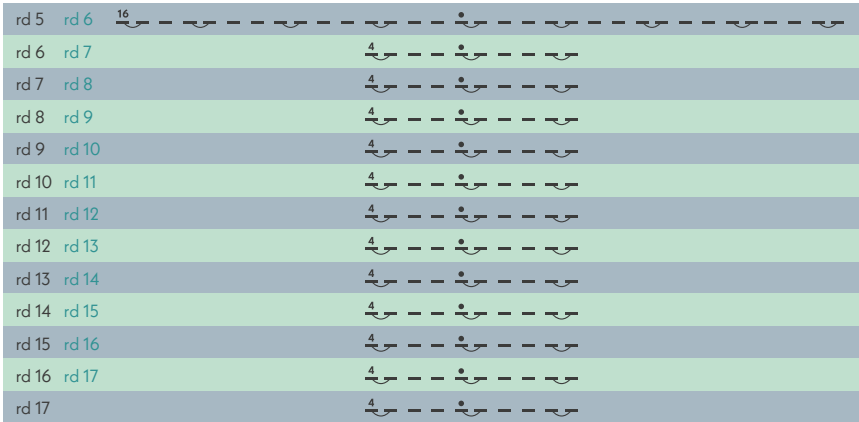 rd 5 rd 6 16
rd 6 rd 7 4
rd 7 rd 8 4
rd 8 rd 9 4
rd 9 rd 10 4
rd 10 rd 11 4
rd 11 rd 12 4
rd 12 rd 13 4
rd 13 rd 14 4
rd 14 rd 15 4
rd 15 rd 16 4
rd 16 rd 17 4
rd 17 4